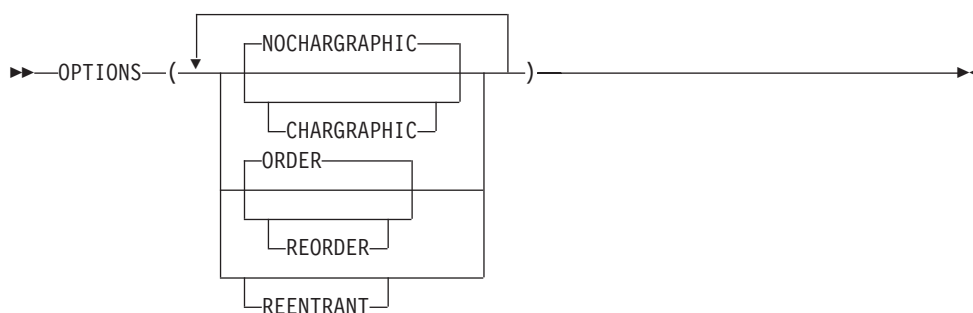 NOCHARGRAPHIC
OPTIONS ( )
CHARGRAPHIC
ORDER
REORDER
REENTRANT